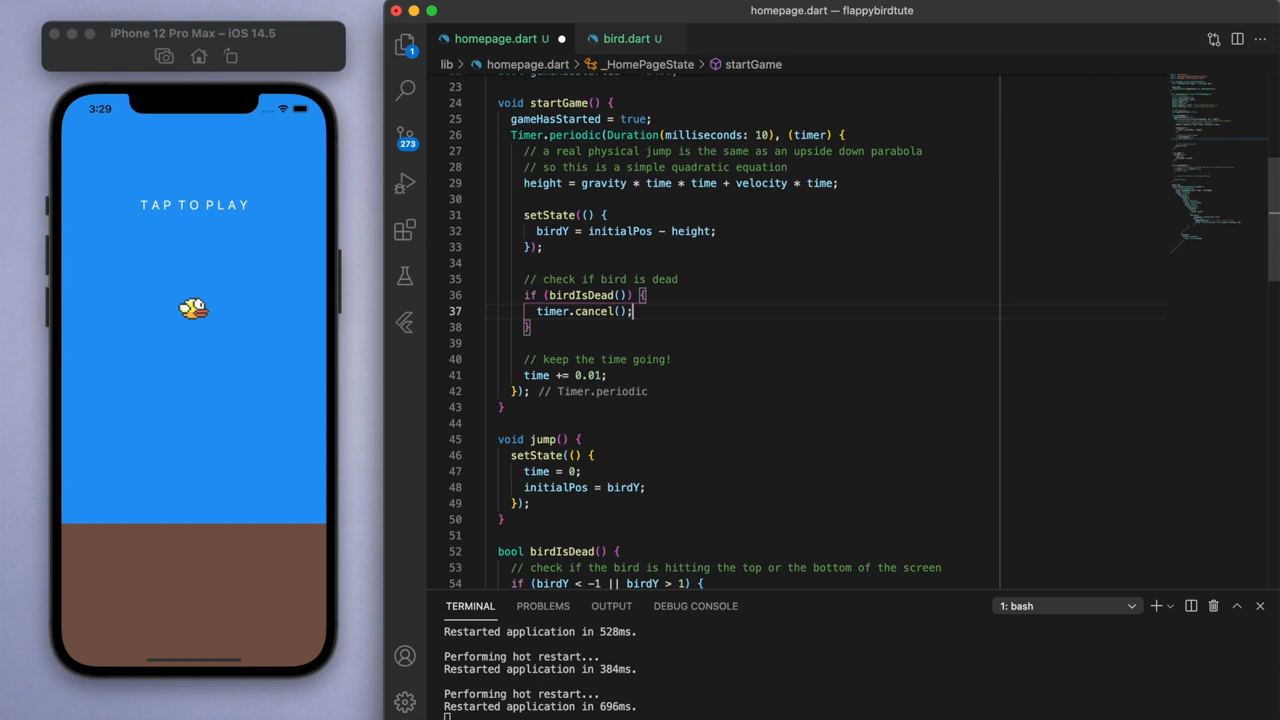 iPhone 12 Pro Max – iOS 14.5
3:29
TAP TO PLAY
homepage.dart — flappybirdtute
homepage.dart U
bird.dart U
lib > homepage.dart > _HomePageState > startGame
1
273
23
24 void startGame() {
25 gameHasStarted = true;
26 Timer.periodic(Duration(milliseconds: 10), (timer) {
27 // a real physical jump is the same as an upside down parabola
28 // so this is a simple quadratic equation
29 height = gravity * time * time + velocity * time;
30
31 setState(() {
32 birdY = initialPos - height;
33 });
34
35 // check if bird is dead
36 if (birdIsDead()) {
37 timer.cancel();
38 }
39
40 // keep the time going!
41 time += 0.01;
42 }); // Timer.periodic
43 }
44
45 void jump() {
46 setState(() {
47 time = 0;
48 initialPos = birdY;
49 });
50 }
51
52 bool birdIsDead() {
53 // check if the bird is hitting the top or the bottom of the screen
54 if (birdY < -1 || birdY > 1) {
TERMINAL PROBLEMS OUTPUT DEBUG CONSOLE
1: bash
Restarted application in 528ms.
Performing hot restart...
Restarted application in 384ms.
Performing hot restart...
Restarted application in 696ms.